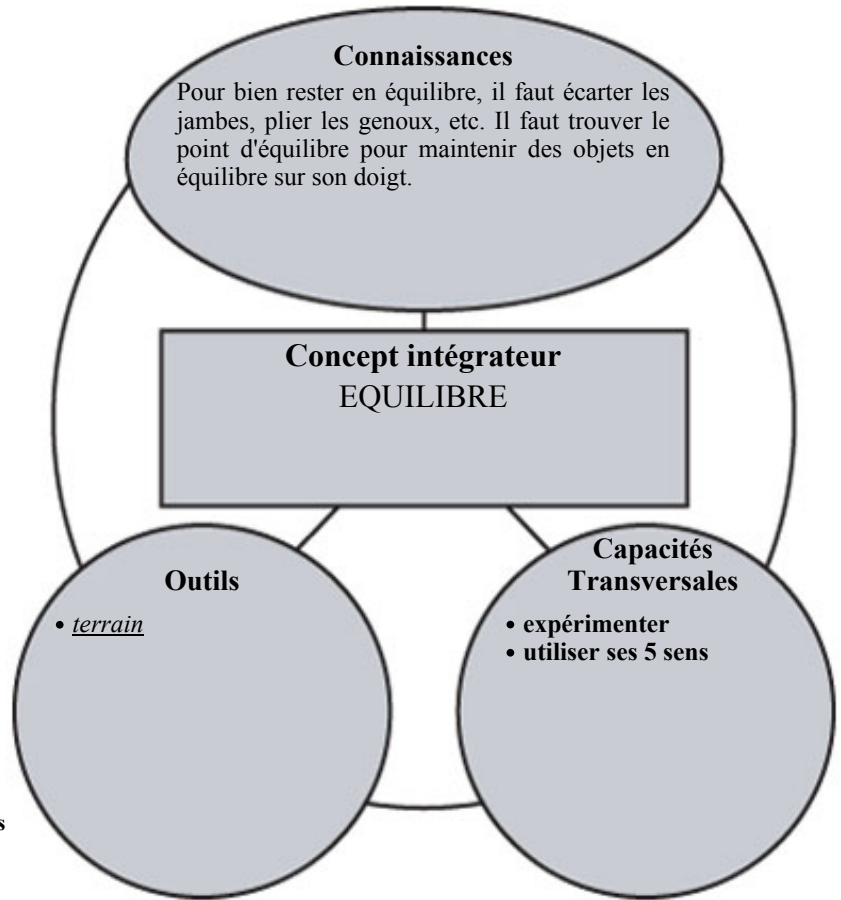 Connaissances
Pour bien rester en équilibre, il faut écarter les
jambes, plier les genoux, etc. Il faut trouver le
point d'équilibre pour maintenir des objets en
équilibre sur son doigt.
Concept intégrateur
EQUILIBRE
Outils
• terrain
Capacités
Transversales
• expérimenter
• utiliser ses 5 sens